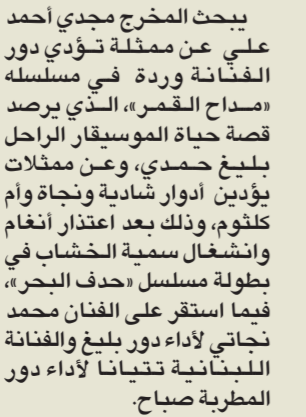 يبحث المخرج مجدي أحمد
علي عن ممثلة تؤدي دور
الفنانة وردة في مسلسله
«مداح القمر»، الذي يرصد
قصة حياة الموسيقار الراحل
بليغ حمدي، وعن ممثلات
يؤدين أدوار شادية ونجاة وأم
كلثوم، وذلك بعد اعتذار أنغام
وانشغال سمية الخشاب في
بطولة مسلسل «حدف البحر»،
فيما استقر على الفنان محمد
نجاتي لأداء دور بليغ والفنانة
اللبنانية تتيانا لأداء دور
المطربة صباح.